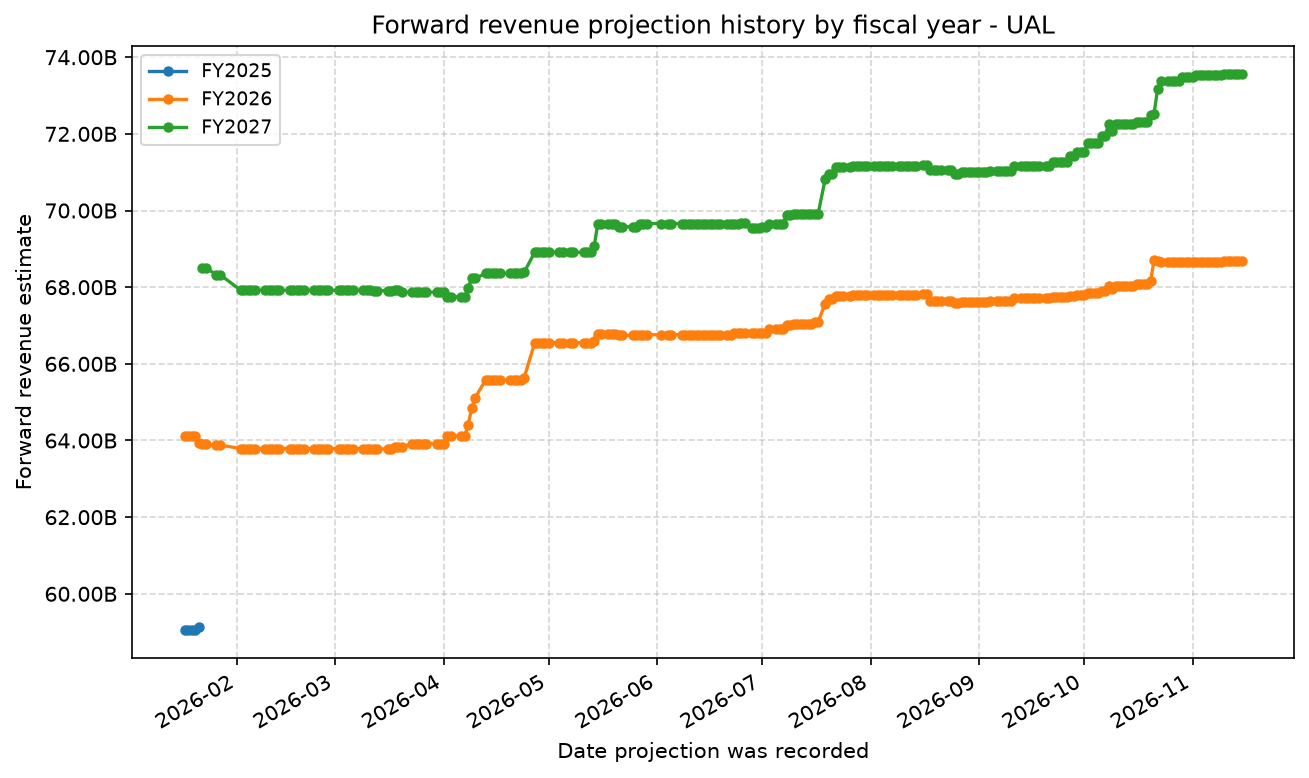 Forward revenue projection history by fiscal year - UAL
FY2025
FY2026
FY2027
74.00B
72.00B
70.00B
68.00B
66.00B
64.00B
62.00B
60.00B
Forward revenue estimate
2026-02
2026-03
2026-04
2026-05
2026-06
2026-07
2026-08
2026-09
2026-10
2026-11
Date projection was recorded